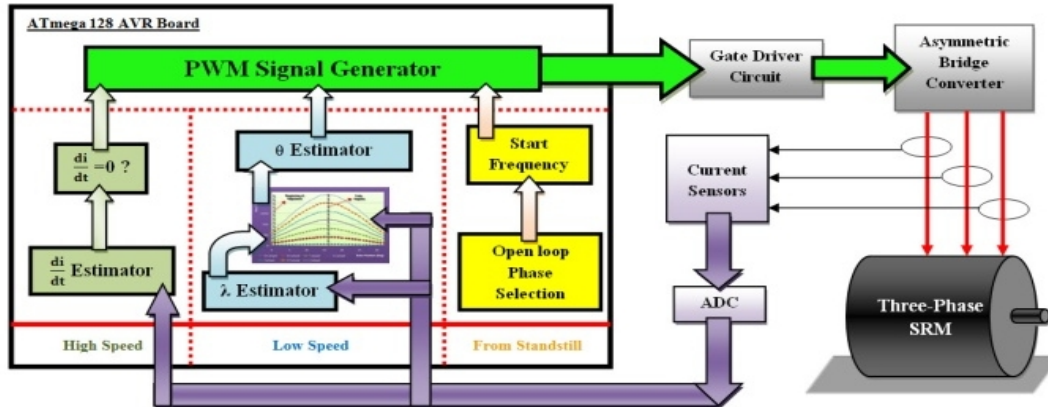 ATmega 128 AVR Board
PWM Signal Generator
Gate Driver
Circuit
Asymmetric
Bridge
Converter
di/dt =0 ?
θ Estimator
Start
Frequency
Current
Sensors
di/dt Estimator
λ Estimator
Open loop
Phase
Selection
ADC
Three-Phase
SRM
High Speed
Low Speed
From Standstill